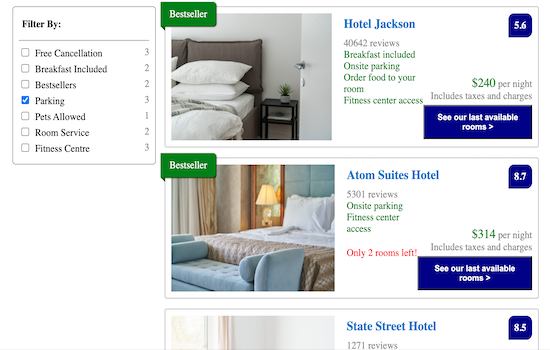 Filter By:
Free Cancellation 3
Breakfast Included 2
Bestsellers 2
Parking 3
Pets Allowed 1
Room Service 2
Fitness Centre 3
Bestseller
Hotel Jackson
5.6
40642 reviews
Breakfast included
Onsite parking
Order food to your
room
Fitness center access
$240 per night
Includes taxes and charges
See our last available
rooms >
Bestseller
Atom Suites Hotel
8.7
5301 reviews
Onsite parking
Fitness center
access
Only 2 rooms left!
$314 per night
Includes taxes and charges
See our last available
rooms >
State Street Hotel
8.5
1271 reviews